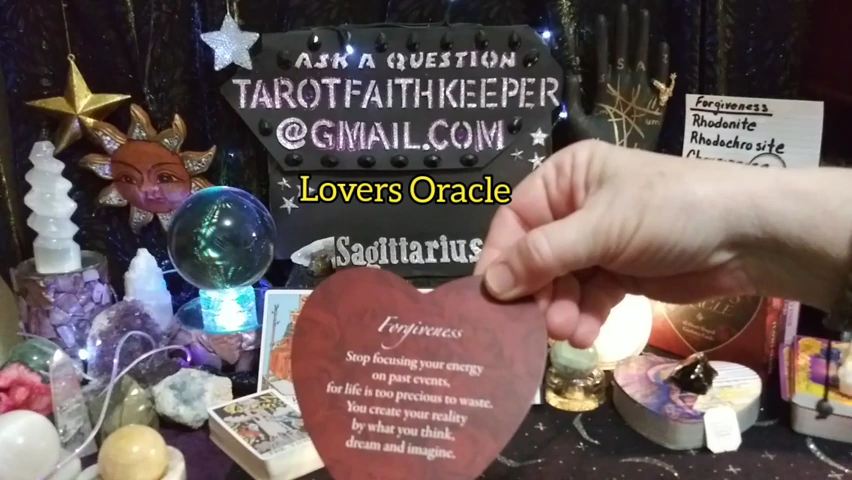 ASK A QUESTION
TAROTFAITHKEEPER
@GMAIL.COM
Lovers Oracle
Sagittarius
Forgiveness
Rhodonite
Rhodochrosite
Forgiveness
Stop focusing your energy
on past events,
for life is too precious to waste.
You create your reality
by what you think,
dream and imagine.
ORACLE